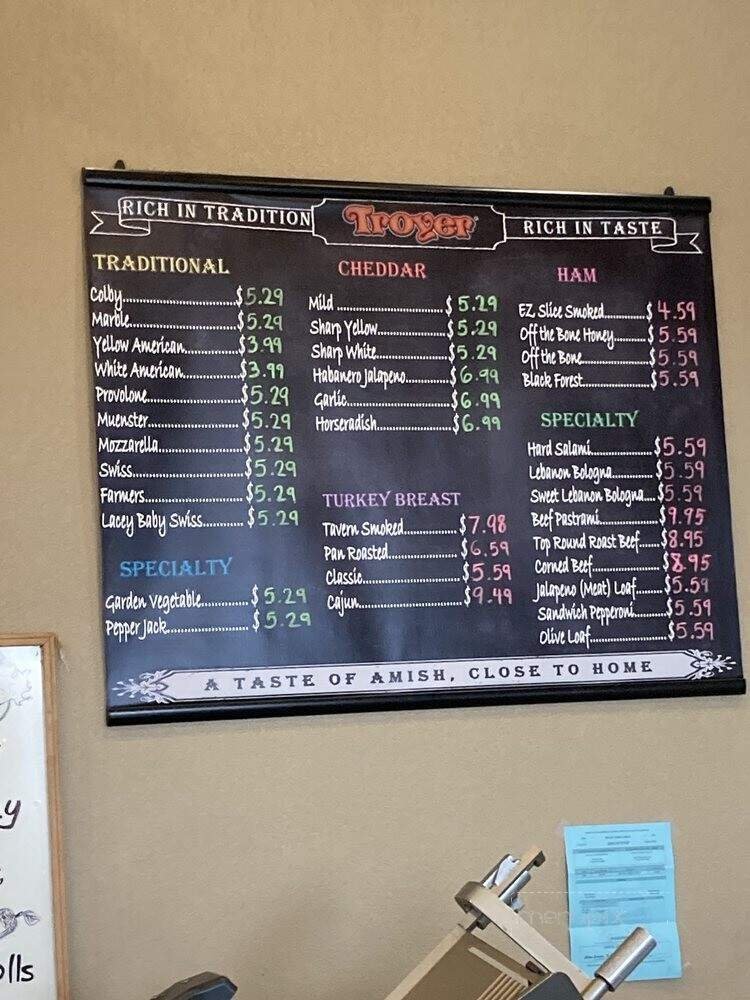 RICH IN TRADITION
Troyer
RICH IN TASTE
TRADITIONAL
Colby $5.29
Marble $5.29
Yellow American $3.99
White American $3.99
Provolone $5.29
Muenster $5.29
Mozzarella $5.29
Swiss $5.29
Farmers $5.29
Lacey Baby Swiss $5.29
SPECIALTY
Garden Vegetable $5.29
Pepper Jack $5.29
CHEDDAR
Mild $5.29
Sharp Yellow $5.29
Sharp White $5.29
Habanero Jalapeno $6.99
Garlic $6.99
Horseradish $6.99
TURKEY BREAST
Tavern Smoked $7.98
Pan Roasted $6.59
Classic $5.59
Cajun $9.49
HAM
EZ Slice Smoked $4.59
Off the Bone Honey $5.59
Off the Bone $5.59
Black Forest $5.59
SPECIALTY
Hard Salami $5.59
Lebanon Bologna $5.59
Sweet Lebanon Bologna $5.59
Beef Pastrami $9.95
Top Round Roast Beef $8.95
Corned Beef $8.95
Jalapeno (Meat) Loaf $5.59
Sandwich Pepperoni $5.59
Olive Loaf $5.59
A TASTE OF AMISH, CLOSE TO HOME